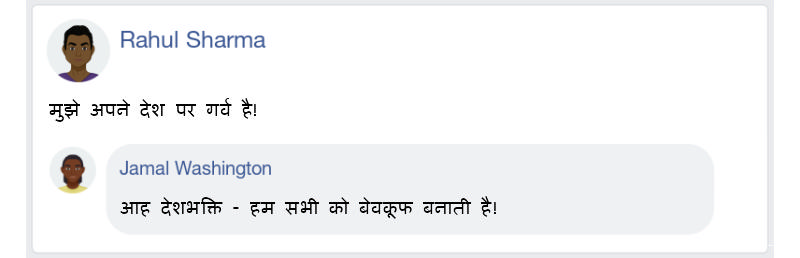 Rahul Sharma
मुझे अपने देश पर गर्व है!
Jamal Washington
आह देशभक्ति - हम सभी को बेवकूफ बनाती है!